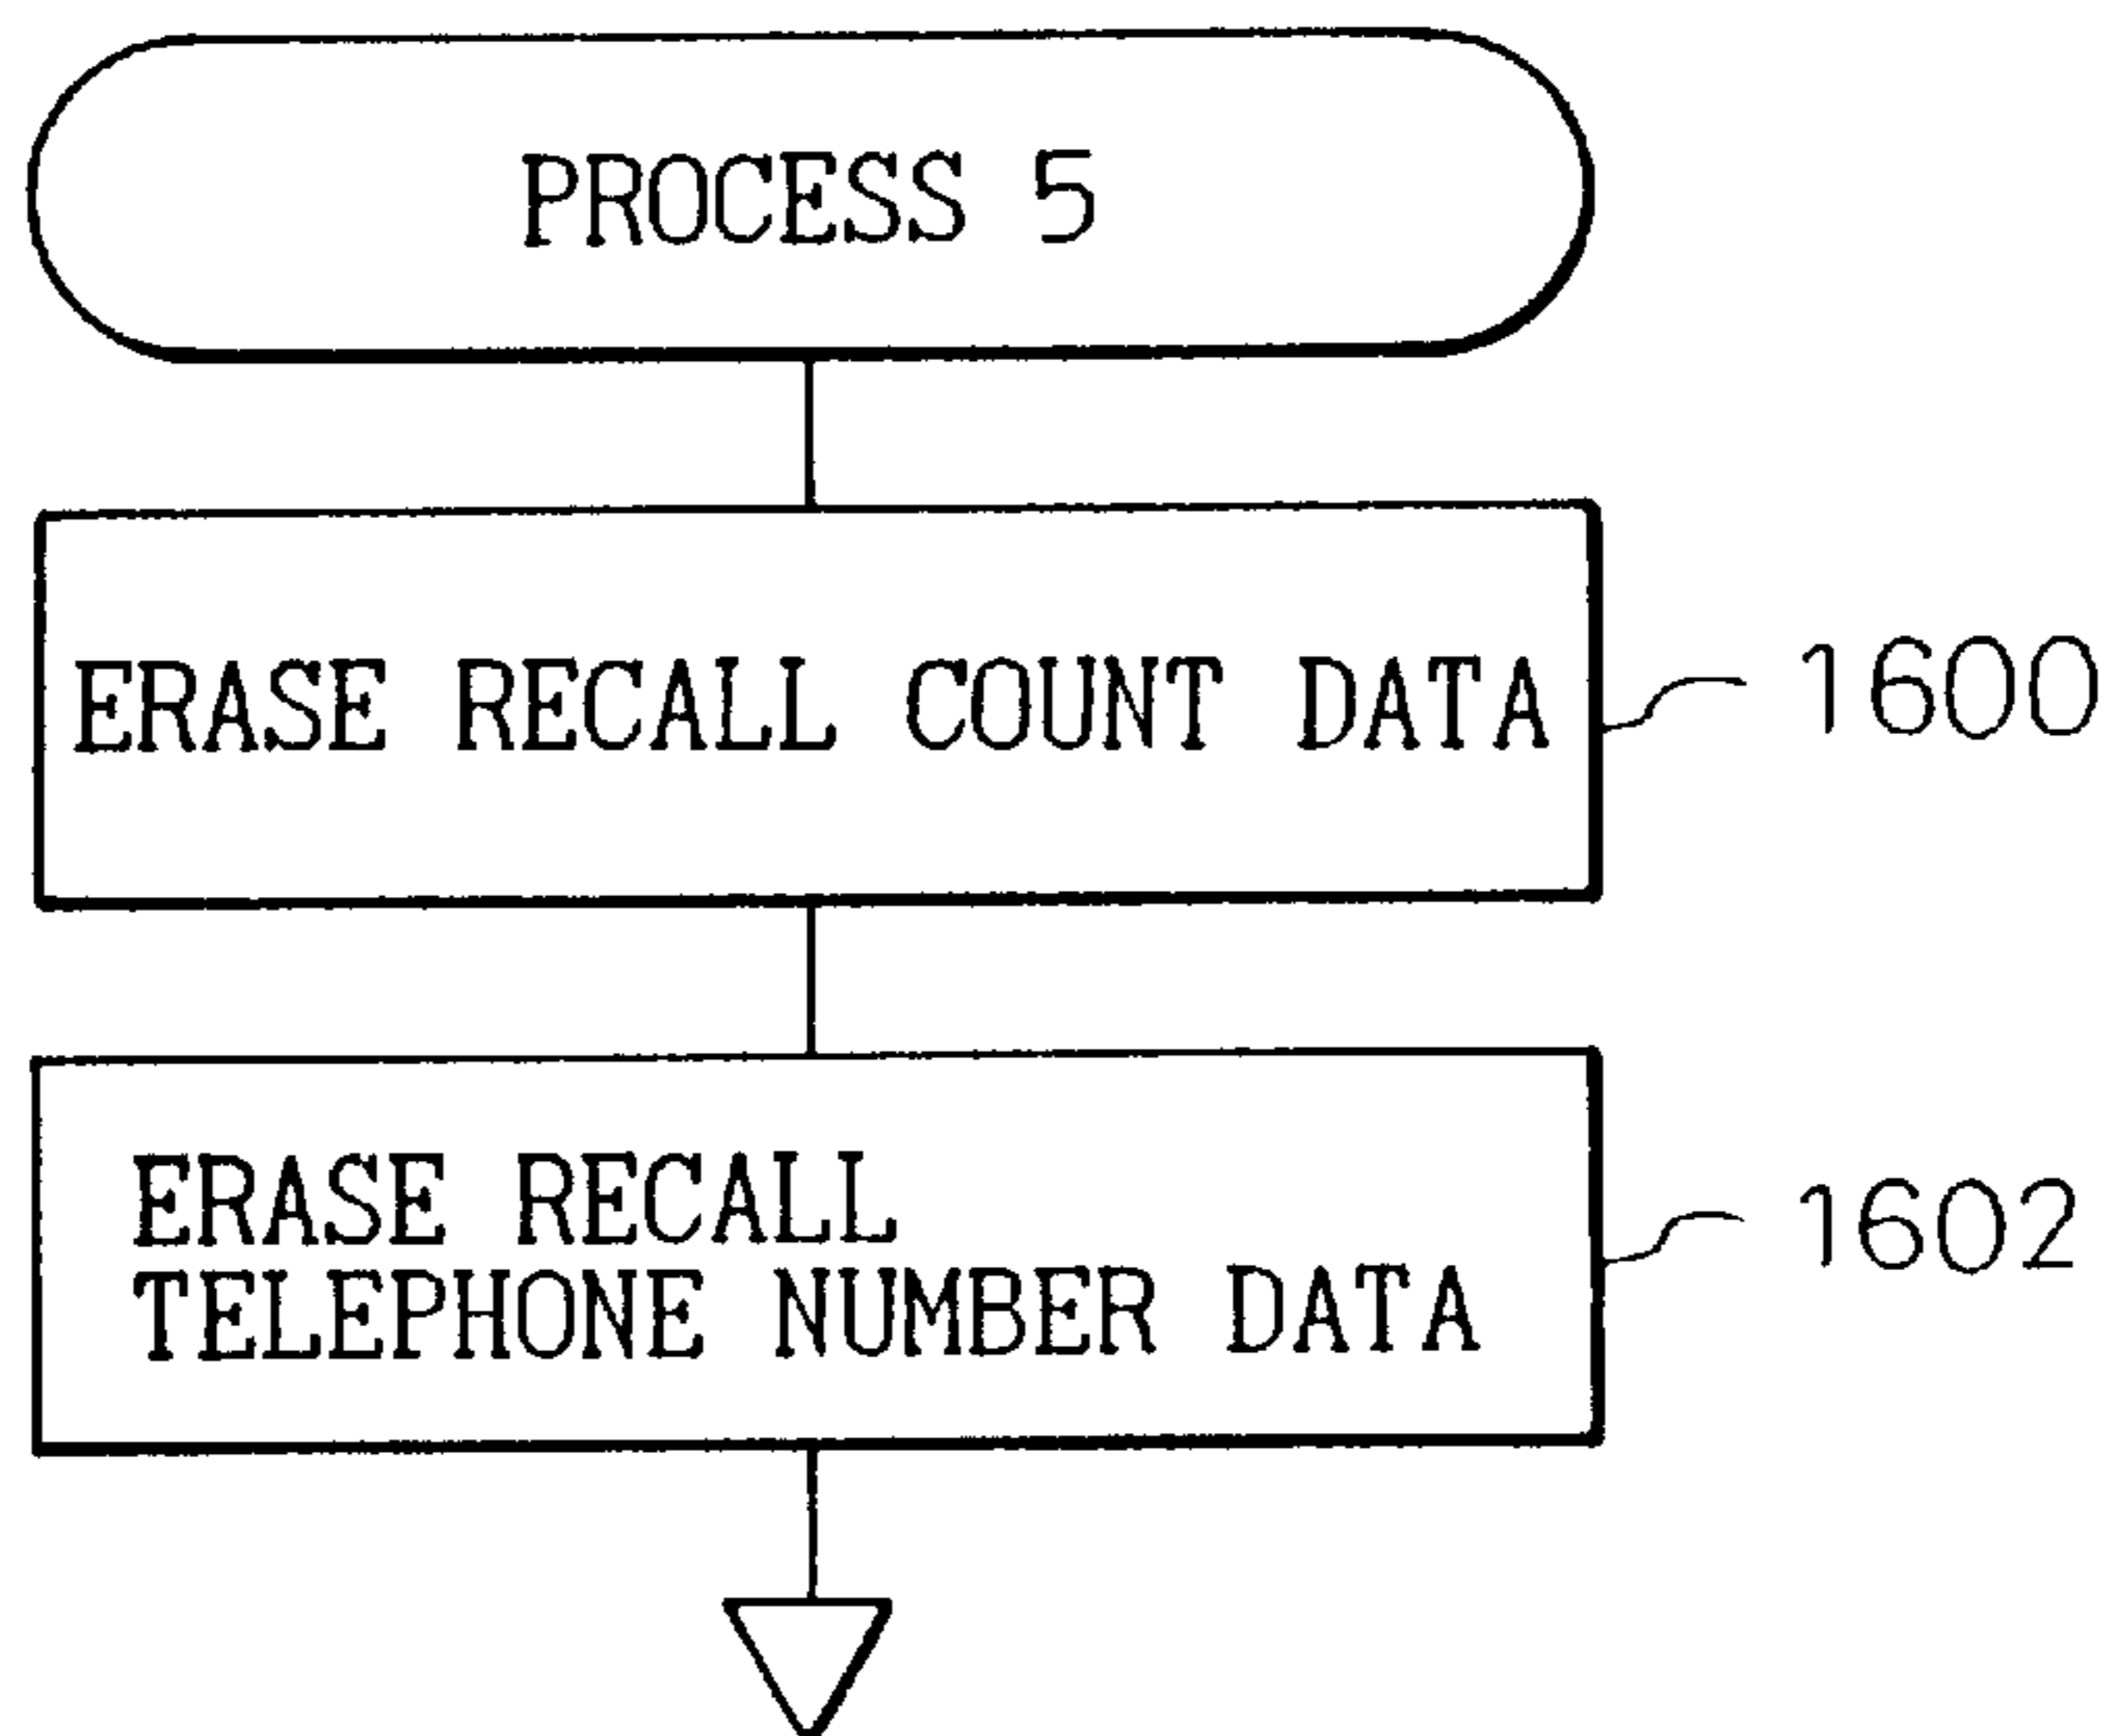 PROCESS 5
ERASE RECALL COUNT DATA
1600
ERASE RECALL
TELEPHONE NUMBER DATA
1602